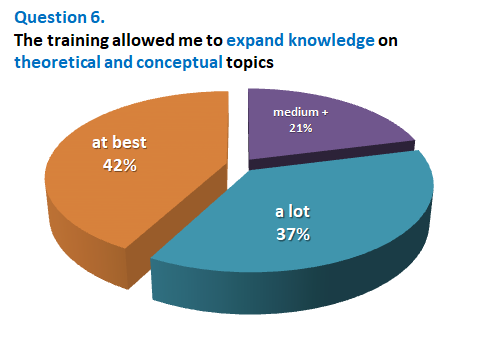 Question 6.
The training allowed me to expand knowledge on
theoretical and conceptual topics
medium +
21%
at best
42%
a lot
37%